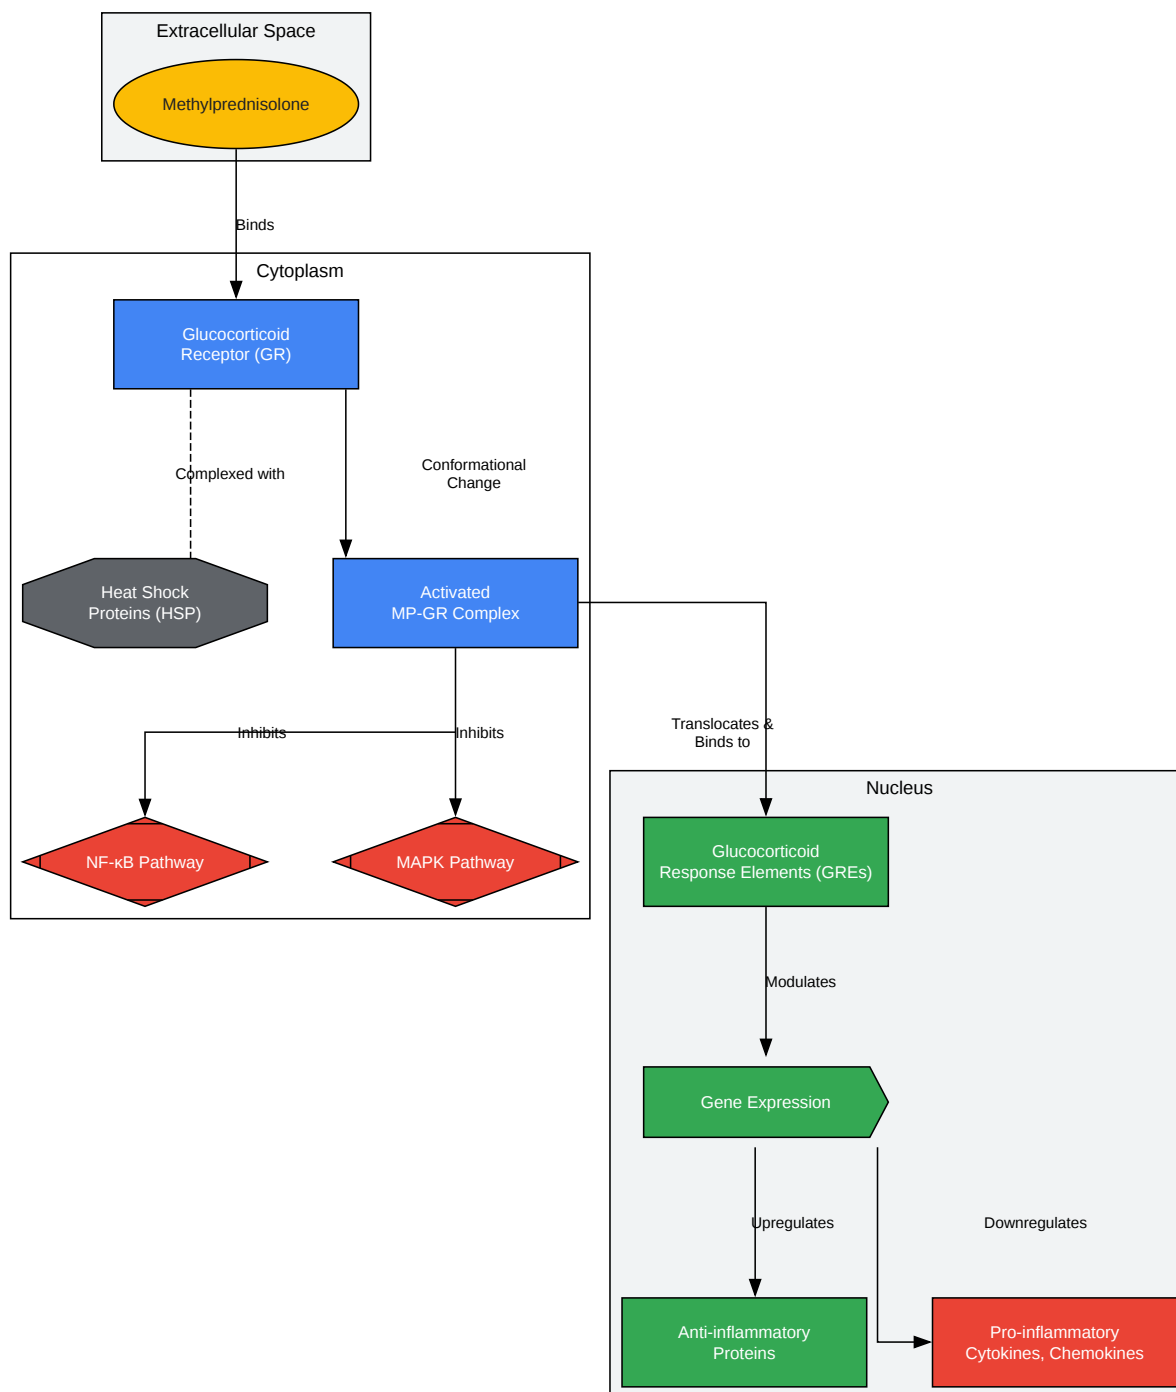 Extracellular Space
Methylprednisolone
Binds
Cytoplasm
Glucocorticoid
Receptor (GR)
Complexed with
Conformational
Change
Heat Shock
Proteins (HSP)
Activated
MP-GR Complex
Inhibits
Inhibits
Translocates &
Binds to
NF-κB Pathway
MAPK Pathway
Nucleus
Glucocorticoid
Response Elements (GREs)
Modulates
Gene Expression
Upregulates
Downregulates
Anti-inflammatory
Proteins
Pro-inflammatory
Cytokines, Chemokines